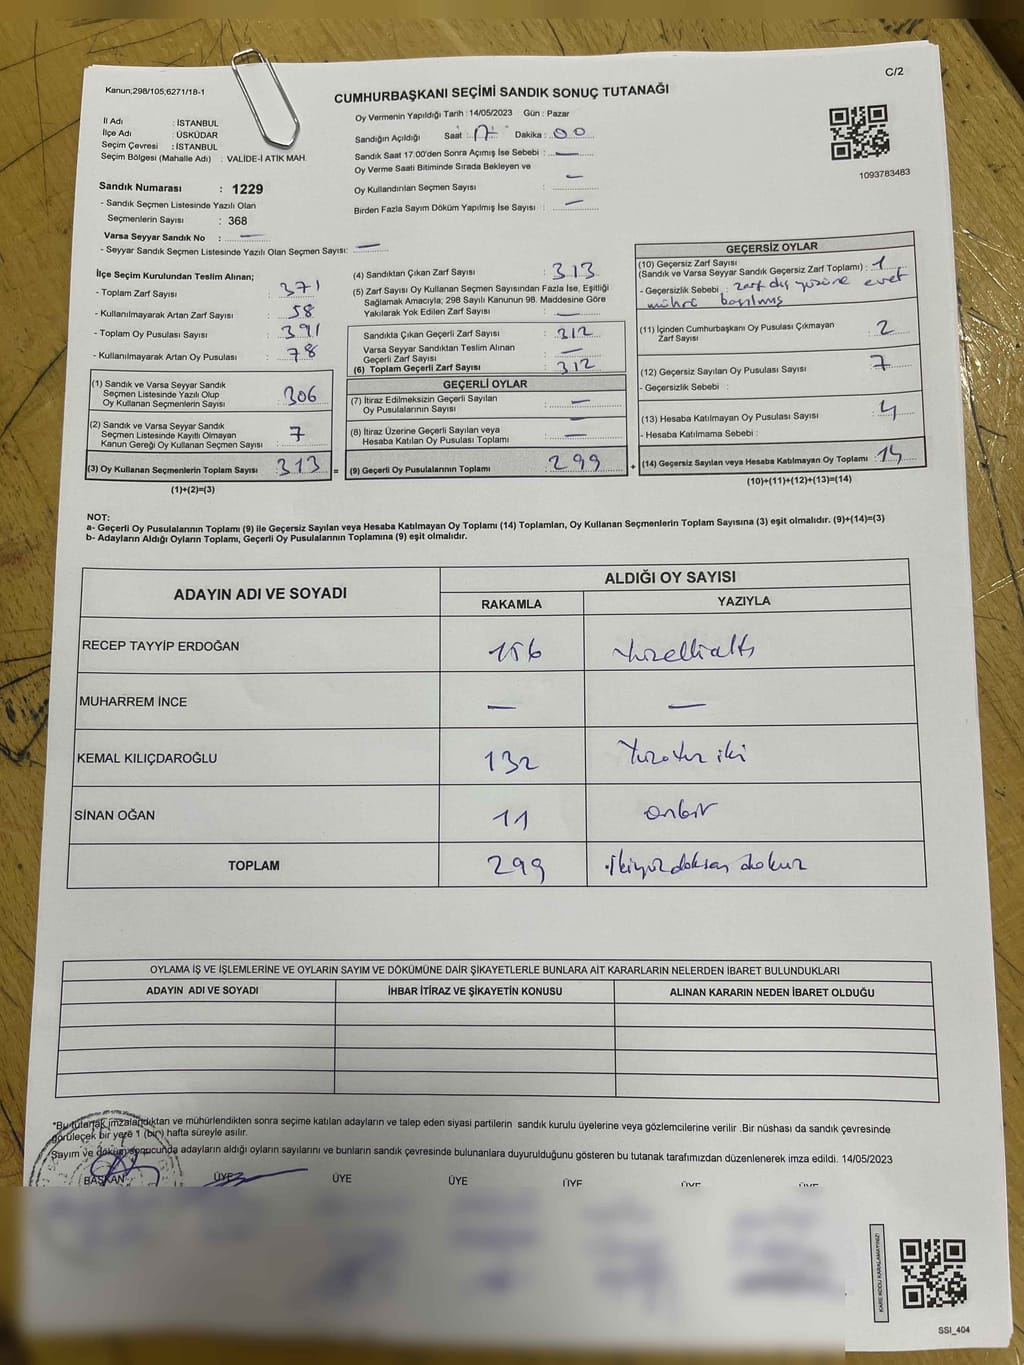 C/2
Kanun;298/105;6271/18-1
CUMHURBAŞKANI SEÇİMİ SANDIK SONUÇ TUTANAĞI
İl Adı : İSTANBUL
İlçe Adı : ÜSKÜDAR
Seçim Çevresi : İSTANBUL
Seçim Bölgesi (Mahalle Adı) : VALİDE-İ ATİK MAH.
Oy Vermenin Yapıldığı Tarih : 14/05/2023 Gün : Pazar
Sandığın Açıldığı Saat : 17 Dakika : 00
Sandık Saat 17:00'den Sonra Açımış İse Sebebi : —
Oy Verme Saati Bitiminde Sırada Bekleyen ve
Oy Kullandırılan Seçmen Sayısı : —
Birden Fazla Sayım Döküm Yapılmış İse Sayısı : —
1093783483
Sandık Numarası : 1229
- Sandık Seçmen Listesinde Yazılı Olan
Seçmenlerin Sayısı : 368
Varsa Seyyar Sandık No : —
- Seyyar Sandık Seçmen Listesinde Yazılı Olan Seçmen Sayısı: —
İlçe Seçim Kurulundan Teslim Alınan;
- Toplam Zarf Sayısı : 371
- Kullanılmayarak Artan Zarf Sayısı : 58
- Toplam Oy Pusulası Sayısı : 391
- Kullanılmayarak Artan Oy Pusulası : 78
(1) Sandık ve Varsa Seyyar Sandık
Seçmen Listesinde Yazılı Olup
Oy Kullanan Seçmenlerin Sayısı : 306
(2) Sandık ve Varsa Seyyar Sandık
Seçmen Listesinde Kayıtlı Olmayan
Kanun Gereği Oy Kullanan Seçmen Sayısı : 7
(3) Oy Kullanan Seçmenlerin Toplam Sayısı : 313 =
(1)+(2)=(3)
(4) Sandıktan Çıkan Zarf Sayısı : 313
(5) Zarf Sayısı Oy Kullanan Seçmen Sayısından Fazla İse, Eşitliği
Sağlamak Amacıyla; 298 Sayılı Kanunun 98. Maddesine Göre
Yakılarak Yok Edilen Zarf Sayısı : —
Sandıkta Çıkan Geçerli Zarf Sayısı : 312
Varsa Seyyar Sandıktan Teslim Alınan
Geçerli Zarf Sayısı : —
(6) Toplam Geçerli Zarf Sayısı : 312
GEÇERLİ OYLAR
(7) İtiraz Edilmeksizin Geçerli Sayılan
Oy Pusulalarının Sayısı : —
(8) İtiraz Üzerine Geçerli Sayılan veya
Hesaba Katılan Oy Pusulası Toplamı : —
(9) Geçerli Oy Pusulalarının Toplamı : 299 +
GEÇERSİZ OYLAR
(10) Geçersiz Zarf Sayısı
(Sandık ve Varsa Seyyar Sandık Geçersiz Zarf Toplamı) : 1
- Geçersizlik Sebebi : zarf dış yüzüne evet
mührü basılmış
(11) İçinden Cumhurbaşkanı Oy Pusulası Çıkmayan
Zarf Sayısı : 2
(12) Geçersiz Sayılan Oy Pusulası Sayısı : 7
- Geçersizlik Sebebi :
(13) Hesaba Katılmayan Oy Pusulası Sayısı : 4
- Hesaba Katılmama Sebebi :
(14) Geçersiz Sayılan veya Hesaba Katılmayan Oy Toplamı : 14
(10)+(11)+(12)+(13)=(14)
NOT:
a- Geçerli Oy Pusulalarının Toplamı (9) ile Geçersiz Sayılan veya Hesaba Katılmayan Oy Toplamı (14) Toplamları, Oy Kullanan Seçmenlerin Toplam Sayısına (3) eşit olmalıdır. (9)+(14)=(3)
b- Adayların Aldığı Oyların Toplamı, Geçerli Oy Pusulalarının Toplamına (9) eşit olmalıdır.
ADAYIN ADI VE SOYADI
ALDIĞI OY SAYISI
RAKAMLA YAZIYLA
RECEP TAYYİP ERDOĞAN 156 Yüzellialtı
MUHARREM İNCE — —
KEMAL KILIÇDAROĞLU 132 Yüzotuz iki
SİNAN OĞAN 11 onbir
TOPLAM 299 ikiyüzdoksan dokuz
OYLAMA İŞ VE İŞLEMLERİNE VE OYLARIN SAYIM VE DÖKÜMÜNE DAİR ŞİKAYETLERLE BUNLARA AİT KARARLARIN NELERDEN İBARET BULUNDUKLARI
ADAYIN ADI VE SOYADI İHBAR İTİRAZ VE ŞİKAYETİN KONUSU ALINAN KARARIN NEDEN İBARET OLDUĞU
*Bu tutanak imzalandıktan ve mühürlendikten sonra seçime katılan adayların ve talep eden siyasi partilerin sandık kurulu üyelerine veya gözlemcilerine verilir .Bir nüshası da sandık çevresinde
görülecek bir yere 1 (bir) hafta süreyle asılır.
Sayım ve döküm sonucunda adayların aldığı oyların sayılarını ve bunların sandık çevresinde bulunanlara duyurulduğunu gösteren bu tutanak tarafımızdan düzenlenerek imza edildi. 14/05/2023
BAŞKAN ÜYE ÜYE ÜYE ÜYE ÜYE ÜYE
KARE KODU KARALAMAYINIZ!
SSI_404